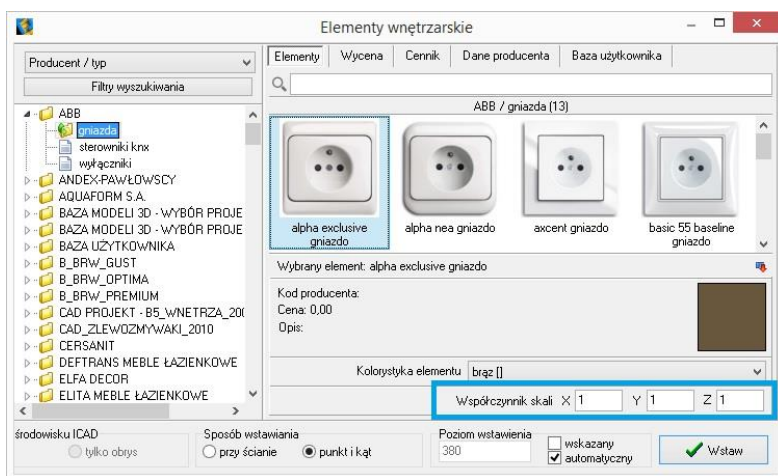 Elementy wnętrzarskie
Producent / typ
Filtry wyszukiwania
ABB
gniazda
sterowniki knx
wyłączniki
ANDEX-PAWŁOWSCY
AQUAFORM S.A.
BAZA MODELI 3D - WYBÓR PROJE
BAZA MODELI 3D - WYBÓR PROJE
BAZA UŻYTKOWNIKA
B_BRW_GUST
B_BRW_OPTIMA
B_BRW_PREMIUM
CAD PROJEKT - B5_WNETRZA_200
CAD_ZLEWOZMYWAKI_2010
CERSANIT
DEFTRANS MEBLE ŁAZIENKOWE
ELFA DECOR
ELITA MEBLE ŁAZIENKOWE
Elementy Wycena Cennik Dane producenta Baza użytkownika
ABB / gniazda (13)
alpha exclusive gniazdo
alpha nea gniazdo
axcent gniazdo
basic 55 baseline gniazdo
Wybrany element: alpha exclusive gniazdo
Kod producenta:
Cena: 0,00
Opis:
Kolorystyka elementu brąz []
Współczynnik skali X 1 Y 1 Z 1
środowisku ICAD
tylko obrys
Sposób wstawiania
przy ścianie punkt i kąt
Poziom wstawienia
380
wskazany
automatyczny
Wstaw